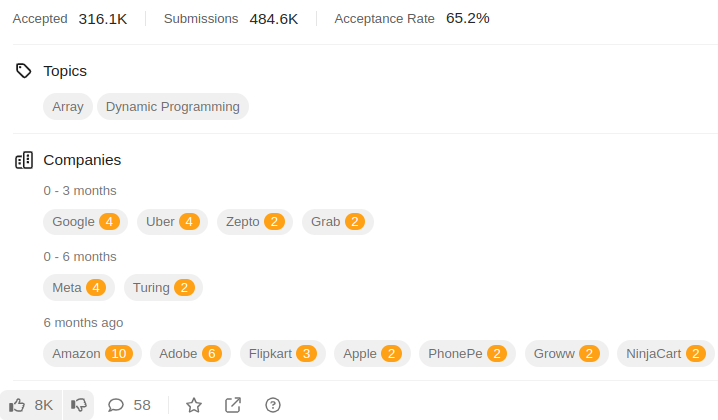 Accepted 316.1K Submissions 484.6K Acceptance Rate 65.2%
Topics
Array Dynamic Programming
Companies
0 - 3 months
Google 4 Uber 4 Zepto 2 Grab 2
0 - 6 months
Meta 4 Turing 2
6 months ago
Amazon 10 Adobe 6 Flipkart 3 Apple 2 PhonePe 2 Groww 2 NinjaCart 2
8K 58